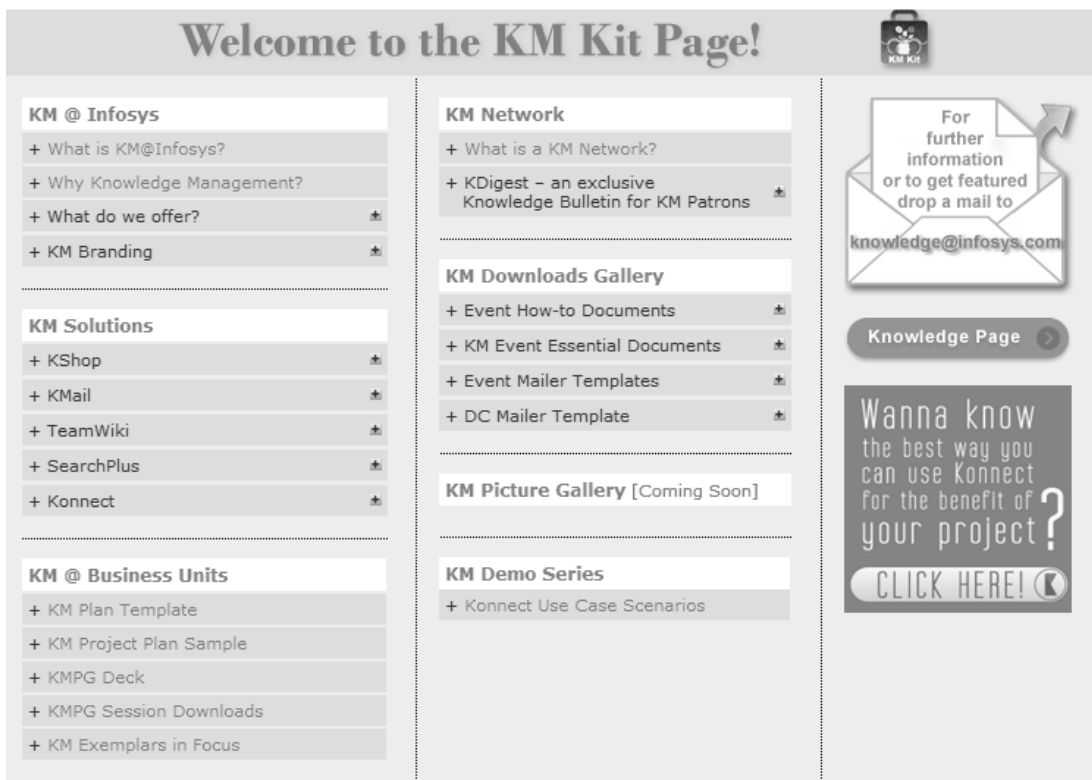 Welcome to the KM Kit Page!
KM Kit
KM @ Infosys
+ What is KM@Infosys?
+ Why Knowledge Management?
+ What do we offer?
+ KM Branding
KM Solutions
+ KShop
+ KMail
+ TeamWiki
+ SearchPlus
+ Konnect
KM @ Business Units
+ KM Plan Template
+ KM Project Plan Sample
+ KMPG Deck
+ KMPG Session Downloads
+ KM Exemplars in Focus
KM Network
+ What is a KM Network?
+ KDigest – an exclusive
Knowledge Bulletin for KM Patrons
KM Downloads Gallery
+ Event How-to Documents
+ KM Event Essential Documents
+ Event Mailer Templates
+ DC Mailer Template
KM Picture Gallery [Coming Soon]
KM Demo Series
+ Konnect Use Case Scenarios
For
further
information
or to get featured
drop a mail to
knowledge@infosys.com
Knowledge Page
Wanna know
the best way you
can use Konnect
for the benefit of
your project?
CLICK HERE! K